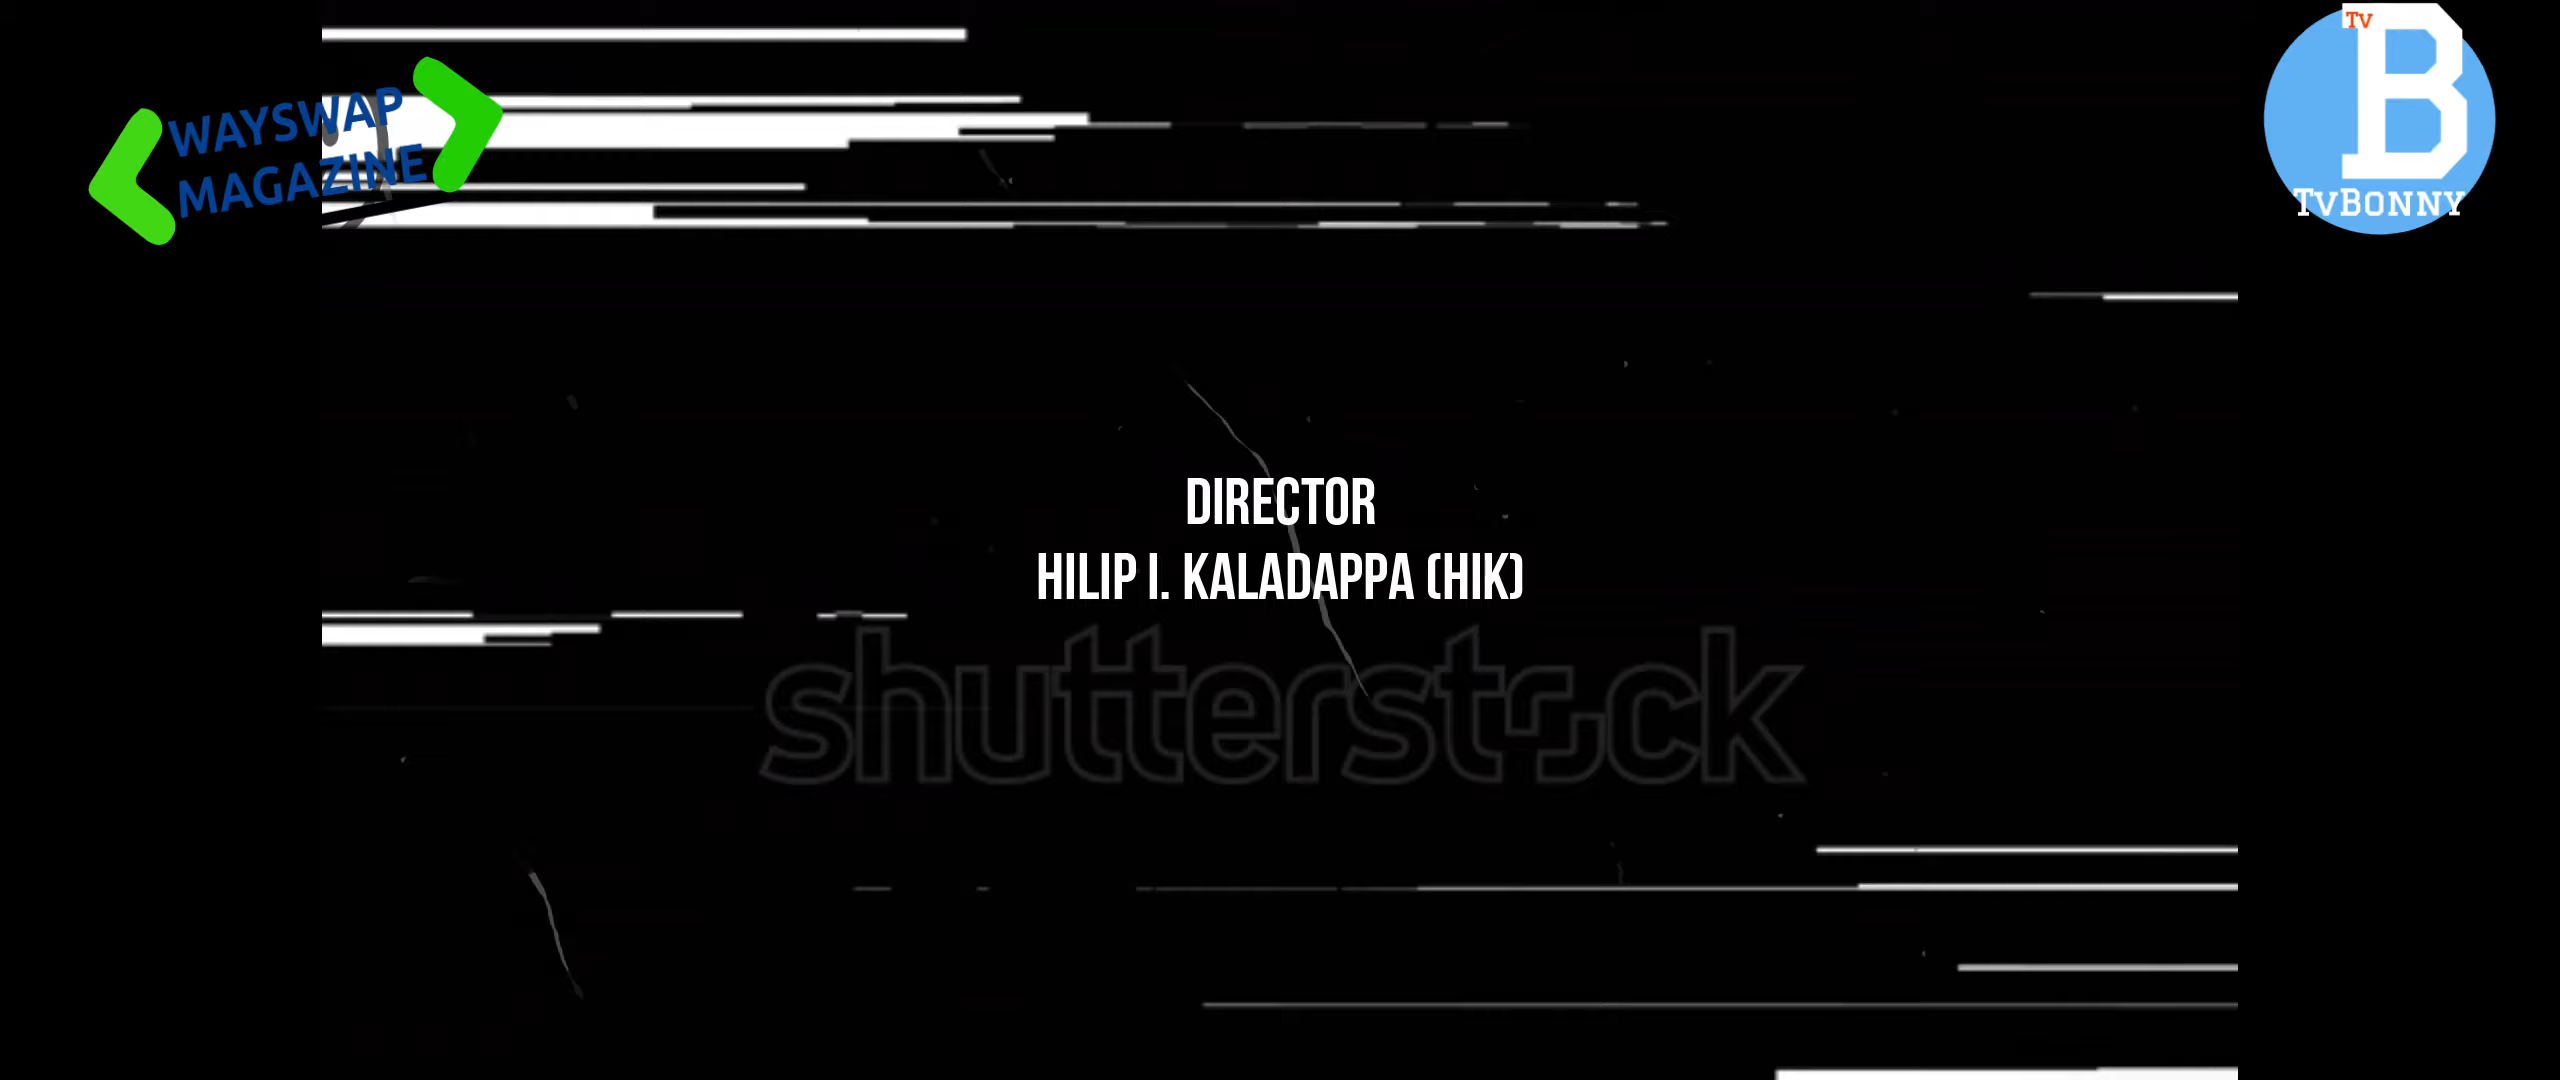 WAYSWAP
MAGAZINE
Tv
B
TVBONNY
DIRECTOR
HILIP I. KALADAPPA (HIK)
shutterstock